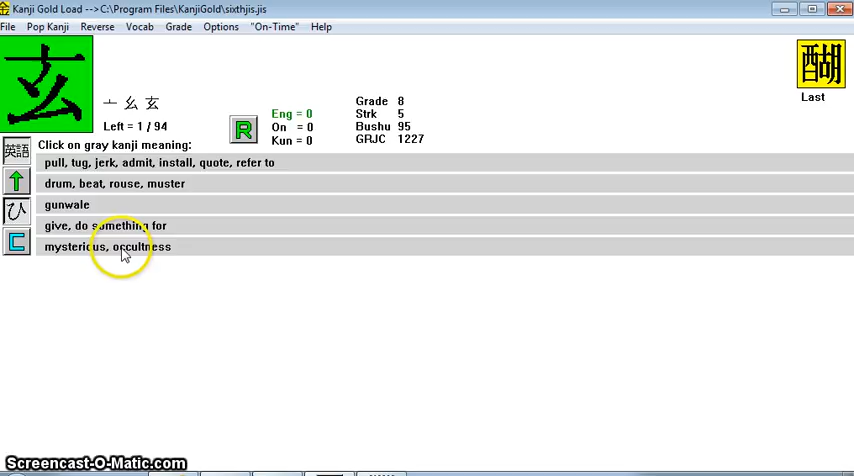 Kanji Gold Load -->C:\Program Files\KanjiGold\sixthjis.jis
File Pop Kanji Reverse Vocab Grade Options "On-Time" Help
玄
亠 幺 玄
Left = 1 / 94
R
Eng = 0
On = 0
Kun = 0
Grade 8
Strk 5
Bushu 95
GRJC 1227
醐
Last
英語
Click on gray kanji meaning:
pull, tug, jerk, admit, install, quote, refer to
drum, beat, rouse, muster
ひ
gunwale
give, do something for
mysterious, occultness
Screencast-O-Matic.com